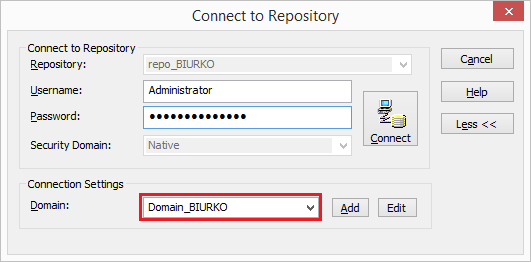 Connect to Repository
Connect to Repository
Repository: repo_BIURKO
Cancel
Username: Administrator
Help
Password: ●●●●●●●●●●●●●●
Connect
Less <<
Security Domain: Native
Connection Settings
Domain: Domain_BIURKO Add Edit